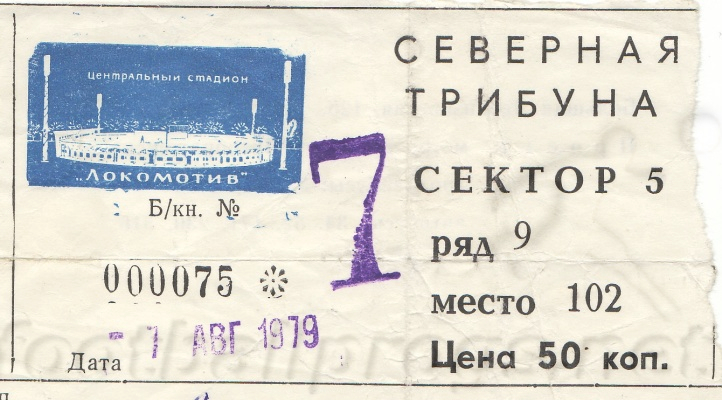 СЕВЕРНАЯ
ТРИБУНА
СЕКТОР 5
ряд 9
место 102
Цена 50 коп.
ЦЕНТРАЛЬНЫЙ СТАДИОН
„ЛОКОМОТИВ"
Б/кн. №
000075
7
- 7 АВГ 1979
Дата